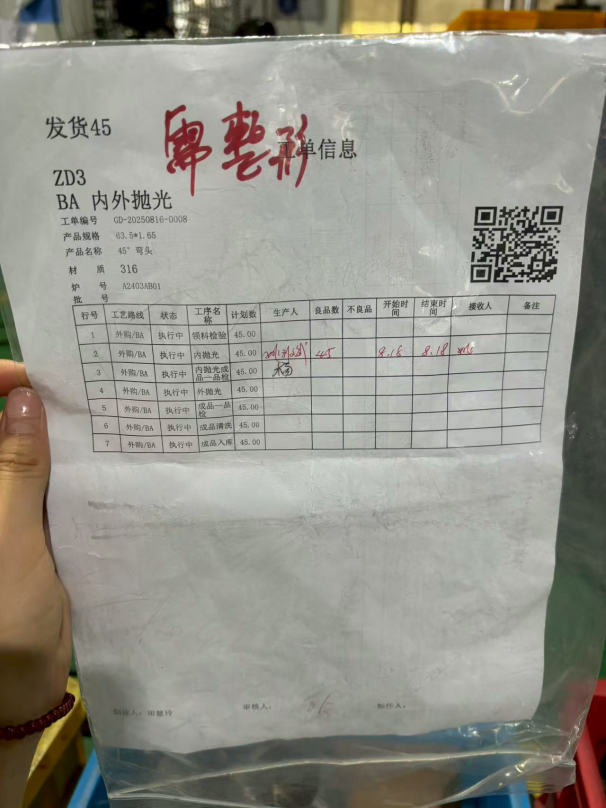 发货45
需整形
工单信息
ZD3
BA 内外抛光
工单编号 GD-20250816-0008
产品规格 63.5*1.65
产品名称 45°弯头
材 质 316
炉 号 A2403AB01
批 号
行号 工艺路线 状态 工序名称 计划数 生产人 良品数 不良品 开始时间 结束时间 接收人 备注
1 外购/BA 执行中 领料检验 45.00
2 外购/BA 执行中 内抛光 45.00 45 8.18 8.18
3 外购/BA 执行中 内抛光成品一品检 45.00
4 外购/BA 执行中 外抛光 45.00
5 外购/BA 执行中 成品一品检 45.00
6 外购/BA 执行中 成品清洗 45.00
7 外购/BA 执行中 成品入库 45.00
审核人: